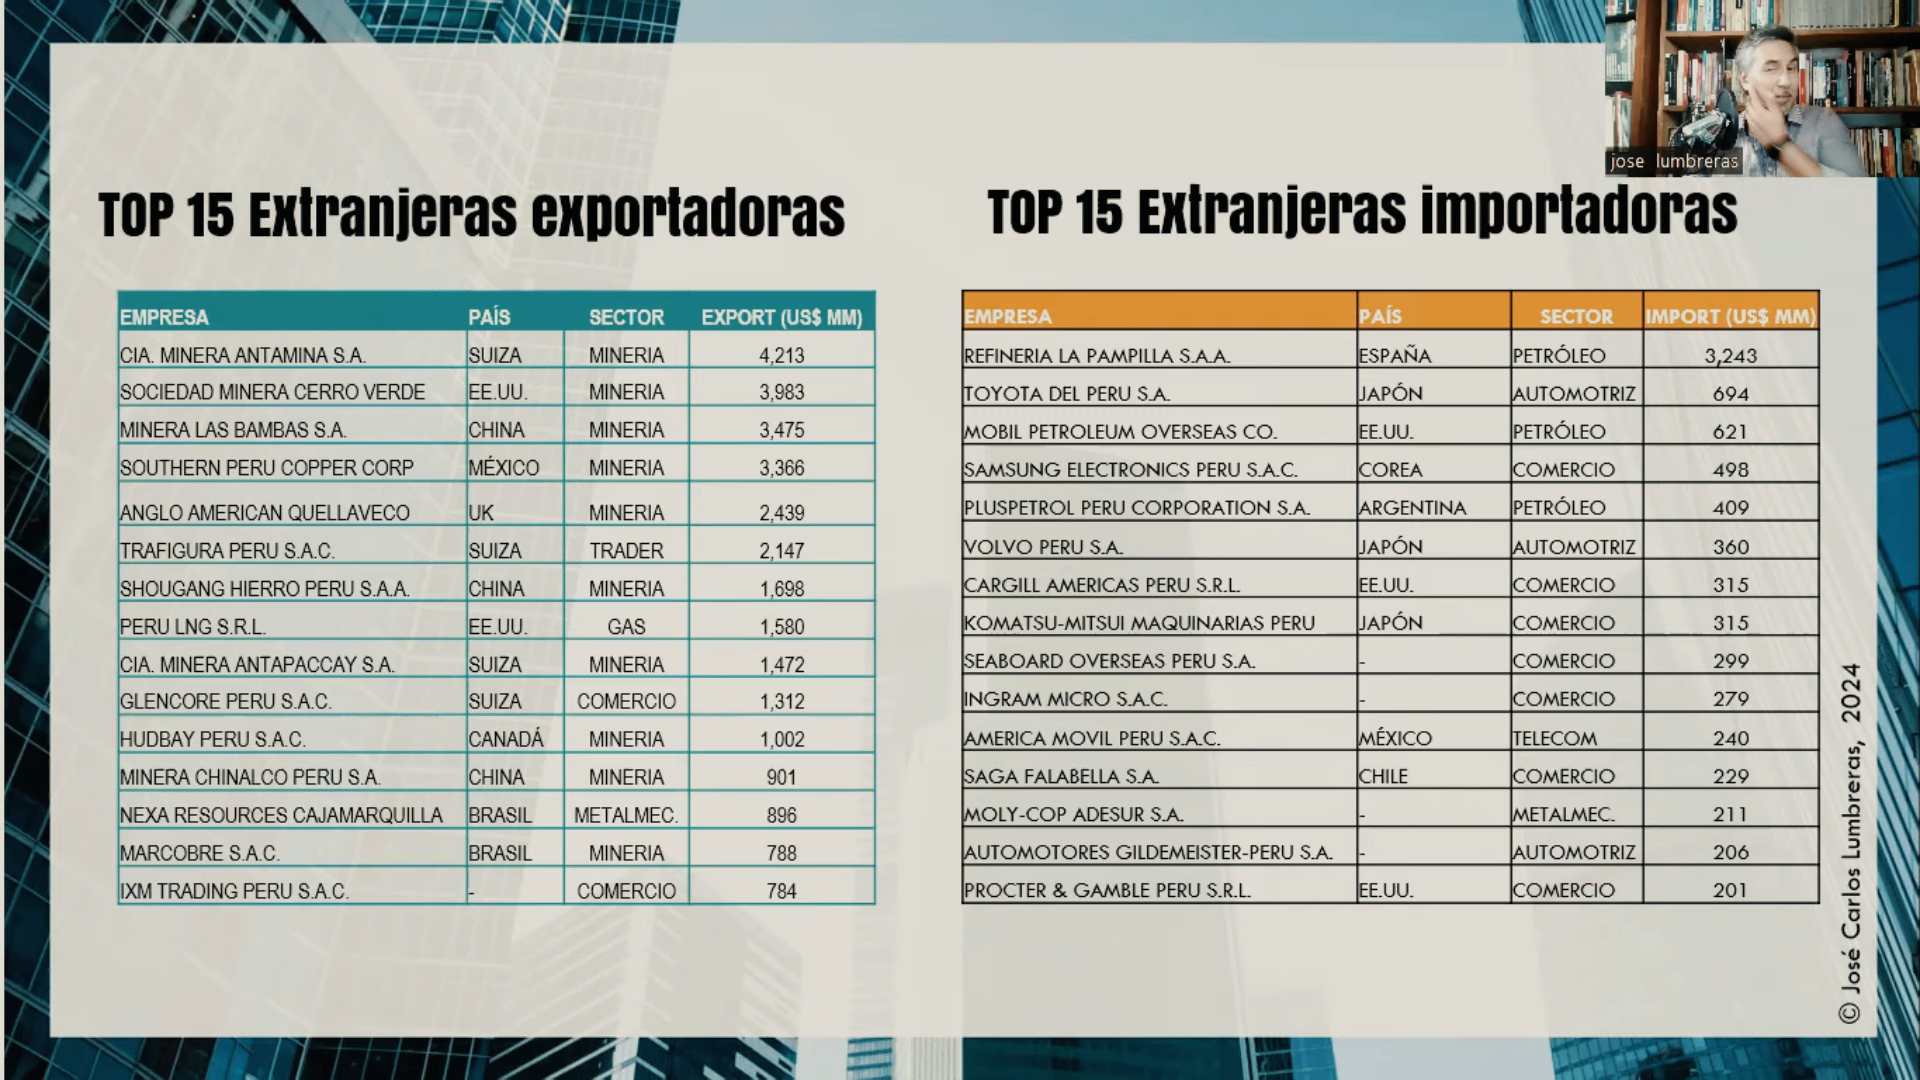 jose lumbreras
TOP 15 Extranjeras exportadoras
EMPRESA PAÍS SECTOR EXPORT (US$ MM)
CIA. MINERA ANTAMINA S.A. SUIZA MINERIA 4,213
SOCIEDAD MINERA CERRO VERDE EE.UU. MINERIA 3,983
MINERA LAS BAMBAS S.A. CHINA MINERIA 3,475
SOUTHERN PERU COPPER CORP MÉXICO MINERIA 3,366
ANGLO AMERICAN QUELLAVECO UK MINERIA 2,439
TRAFIGURA PERU S.A.C. SUIZA TRADER 2,147
SHOUGANG HIERRO PERU S.A.A. CHINA MINERIA 1,698
PERU LNG S.R.L. EE.UU. GAS 1,580
CIA. MINERA ANTAPACCAY S.A. SUIZA MINERIA 1,472
GLENCORE PERU S.A.C. SUIZA COMERCIO 1,312
HUDBAY PERU S.A.C. CANADÁ MINERIA 1,002
MINERA CHINALCO PERU S.A. CHINA MINERIA 901
NEXA RESOURCES CAJAMARQUILLA BRASIL METALMEC. 896
MARCOBRE S.A.C. BRASIL MINERIA 788
IXM TRADING PERU S.A.C. - COMERCIO 784
TOP 15 Extranjeras importadoras
EMPRESA PAÍS SECTOR IMPORT (US$ MM)
REFINERIA LA PAMPILLA S.A.A. ESPAÑA PETRÓLEO 3,243
TOYOTA DEL PERU S.A. JAPÓN AUTOMOTRIZ 694
MOBIL PETROLEUM OVERSEAS CO. EE.UU. PETRÓLEO 621
SAMSUNG ELECTRONICS PERU S.A.C. COREA COMERCIO 498
PLUSPETROL PERU CORPORATION S.A. ARGENTINA PETRÓLEO 409
VOLVO PERU S.A. JAPÓN AUTOMOTRIZ 360
CARGILL AMERICAS PERU S.R.L. EE.UU. COMERCIO 315
KOMATSU-MITSUI MAQUINARIAS PERU JAPÓN COMERCIO 315
SEABOARD OVERSEAS PERU S.A. - COMERCIO 299
INGRAM MICRO S.A.C. - COMERCIO 279
AMERICA MOVIL PERU S.A.C. MÉXICO TELECOM 240
SAGA FALABELLA S.A. CHILE COMERCIO 229
MOLY-COP ADESUR S.A. - METALMEC. 211
AUTOMOTORES GILDEMEISTER-PERU S.A. - AUTOMOTRIZ 206
PROCTER & GAMBLE PERU S.R.L. EE.UU. COMERCIO 201
© José Carlos Lumbreras, 2024